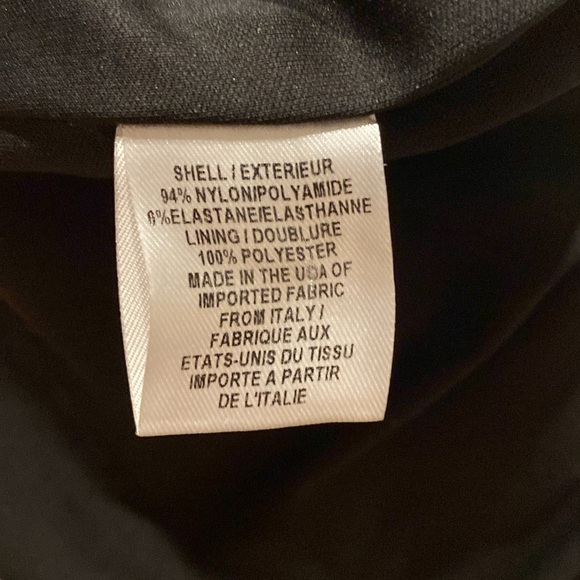 SHELL / EXTERIEUR
94% NYLON/POLYAMIDE
6%ELASTANE/ELASTHANNE
LINING / DOUBLURE
100% POLYESTER
MADE IN THE USA OF
IMPORTED FABRIC
FROM ITALY /
FABRIQUE AUX
ETATS-UNIS DU TISSU
IMPORTE A PARTIR
DE L'ITALIE